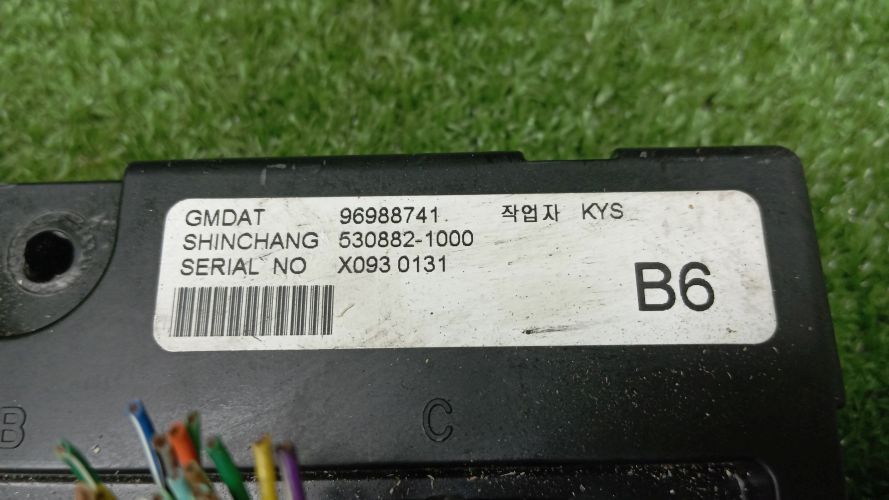 GMDAT 96988741 작업자 KYS
SHINCHANG 530882-1000
SERIAL NO X093 0131
B6
B C